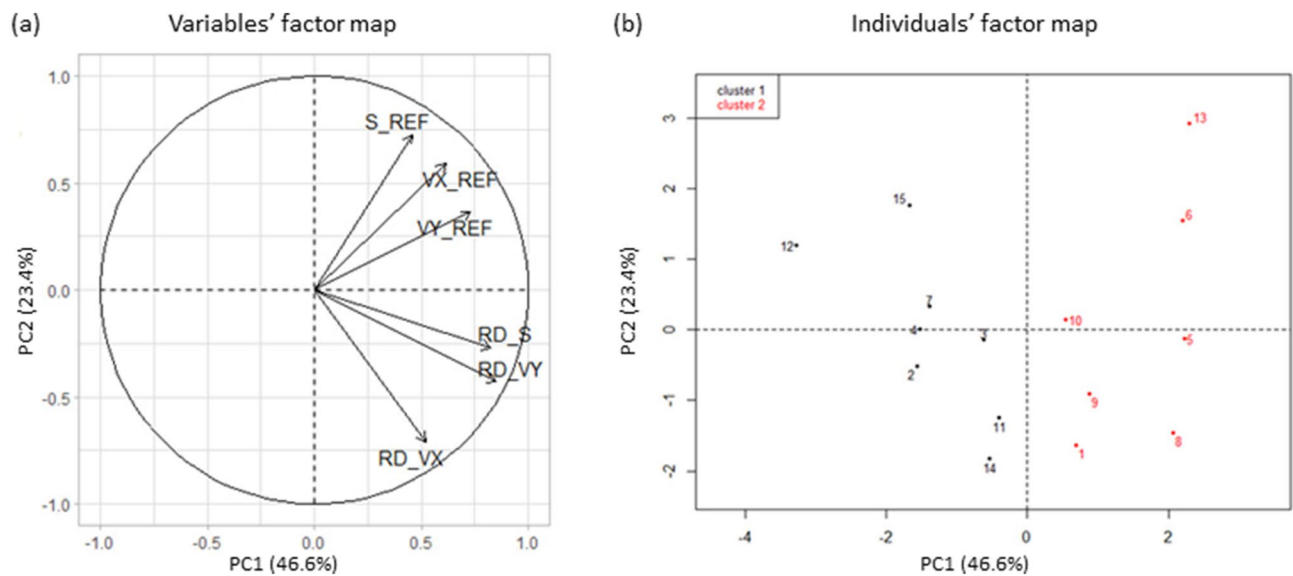 (a) Variables' factor map
1.0
0.5
0.0
-0.5
-1.0
PC2 (23.4%)
S_REF
VX_REF
VY_REF
RD_S
RD_VY
RD_VX
-1.0 -0.5 0.0 0.5 1.0
PC1 (46.6%)
(b) Individuals' factor map
cluster 1
cluster 2
3
2
1
0
-1
-2
PC2 (23.4%)
13
15
6
12
7
10
4
3
5
2
9
11
8
1
14
-4 -2 0 2
PC1 (46.6%)